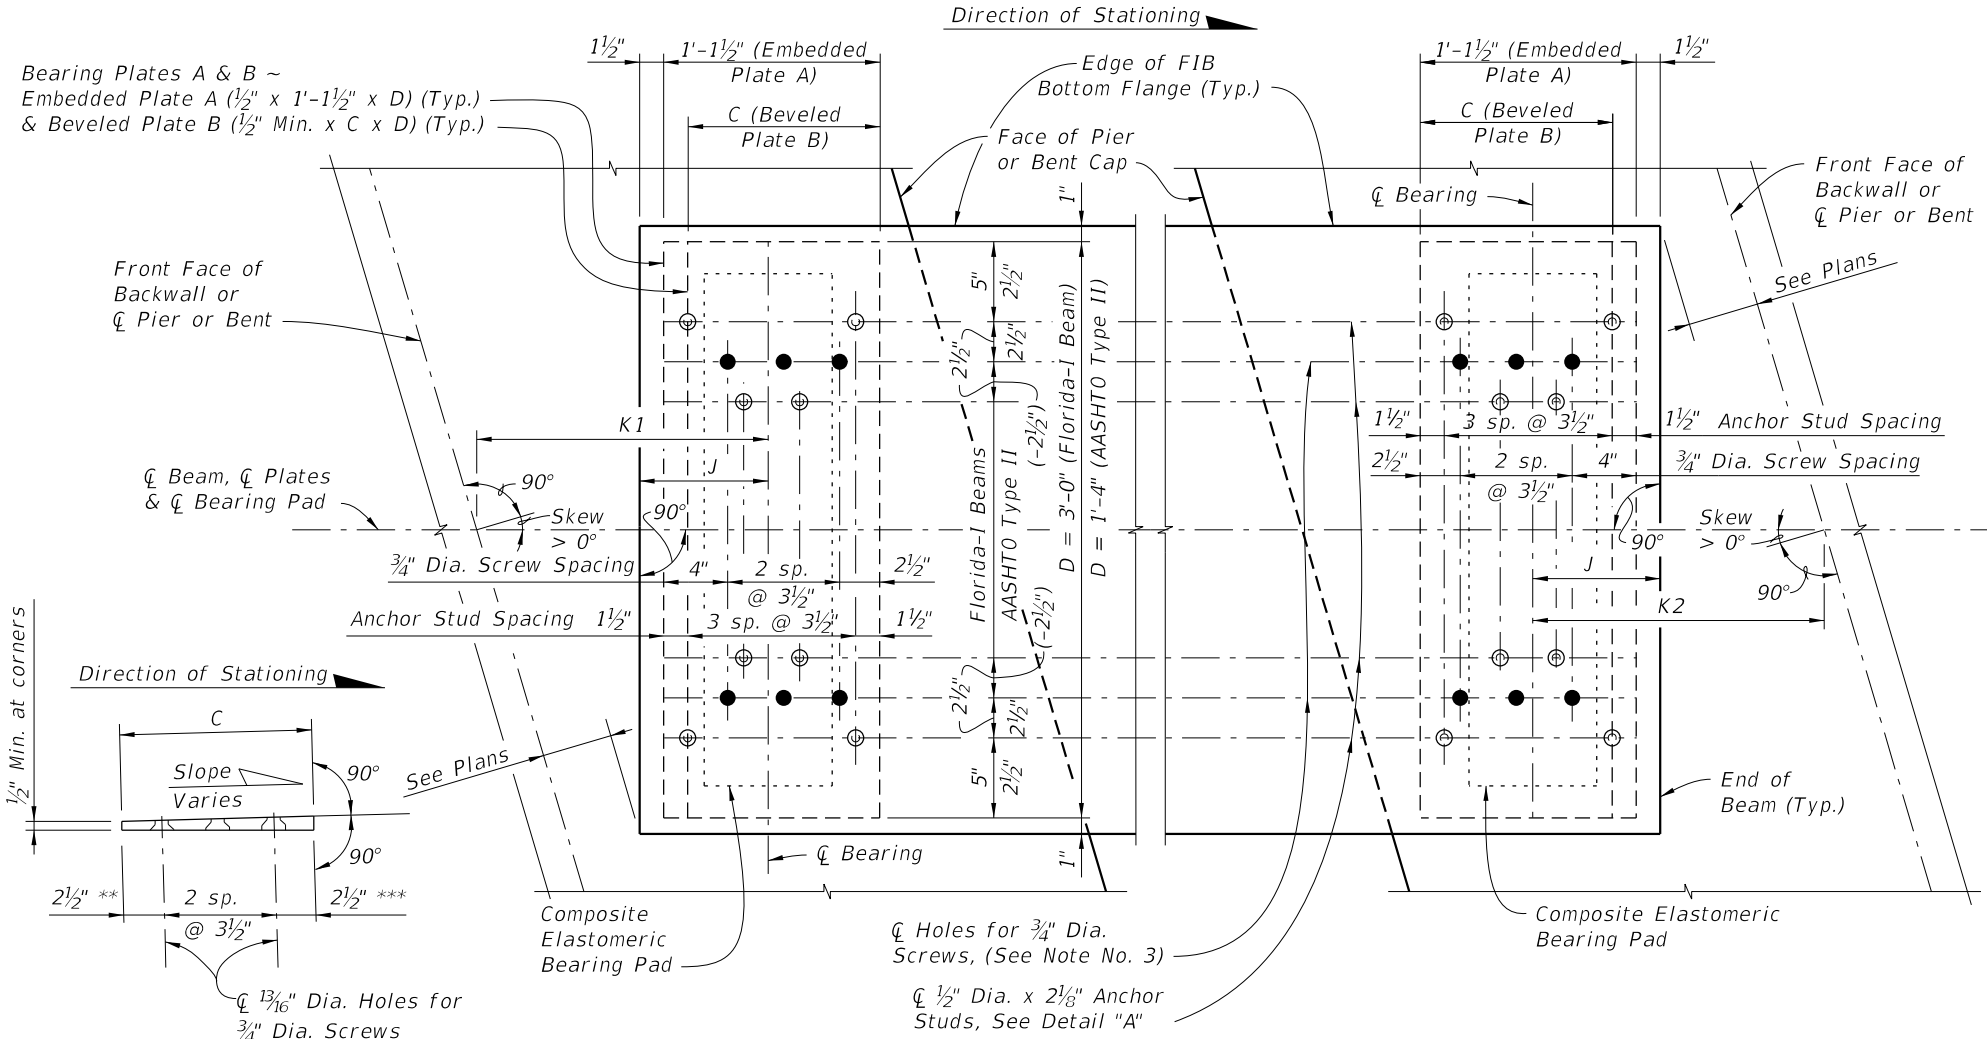 Direction of Stationing
1½"
1'-1½" (Embedded
Plate A)
C (Beveled
Plate B)
Bearing Plates A & B ~
Embedded Plate A (½" x 1'-1½" x D) (Typ.)
& Beveled Plate B (½" Min. x C x D) (Typ.)
Edge of FIB
Bottom Flange (Typ.)
Face of Pier
or Bent Cap
1'-1½" (Embedded
Plate A)
1½"
C (Beveled
Plate B)
℄ Bearing
Front Face of
Backwall or
℄ Pier or Bent
See Plans
Front Face of
Backwall or
℄ Pier or Bent
1"
5"
2½"
2½"
2½"
(-2½")
Florida-I Beams
AASHTO Type II
D = 3'-0" (Florida-I Beam)
D = 1'-4" (AASHTO Type II)
(-2½")
2½"
2½"
5"
2½"
1"
K1
J
℄ Beam, ℄ Plates
& ℄ Bearing Pad
90°
Skew
> 0°
90°
¾" Dia. Screw Spacing
4"
2 sp.
@ 3½"
2½"
Anchor Stud Spacing
1½"
3 sp. @ 3½"
1½"
1½"
3 sp. @ 3½"
1½"
Anchor Stud Spacing
2½"
2 sp.
@ 3½"
4"
¾" Dia. Screw Spacing
90°
Skew
> 0°
J
90°
K2
Direction of Stationing
½" Min. at corners
C
Slope
Varies
90°
90°
2½" **
2 sp.
@ 3½"
2½" ***
℄ 13/16" Dia. Holes for
¾" Dia. Screws
See Plans
℄ Bearing
Composite
Elastomeric
Bearing Pad
℄ Holes for ¾" Dia.
Screws, (See Note No. 3)
℄ ½" Dia. x 2⅛" Anchor
Studs, See Detail "A"
End of
Beam (Typ.)
Composite Elastomeric
Bearing Pad